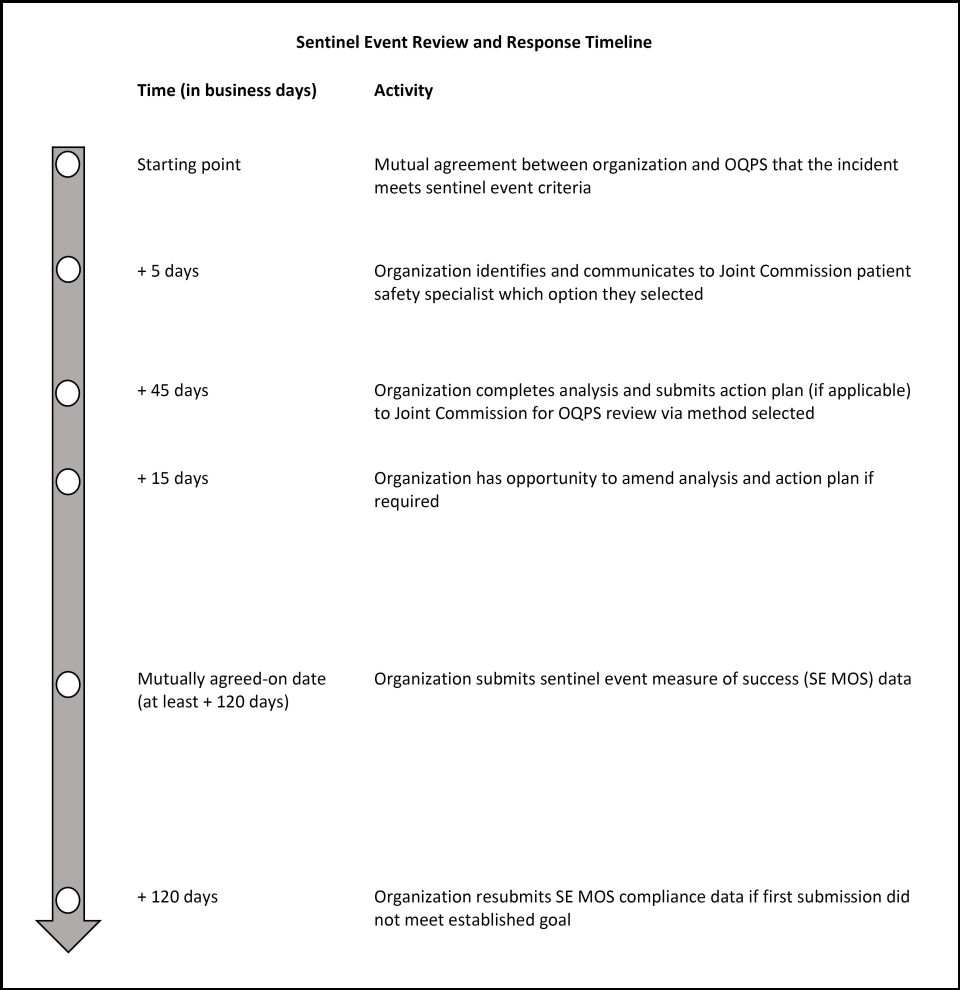 Sentinel Event Review and Response Timeline
Time (in business days) Activity
Starting point Mutual agreement between organization and OQPS that the incident
meets sentinel event criteria
+ 5 days Organization identifies and communicates to Joint Commission patient
safety specialist which option they selected
+ 45 days Organization completes analysis and submits action plan (if applicable)
to Joint Commission for OQPS review via method selected
+ 15 days Organization has opportunity to amend analysis and action plan if
required
Mutually agreed-on date Organization submits sentinel event measure of success (SE MOS) data
(at least + 120 days)
+ 120 days Organization resubmits SE MOS compliance data if first submission did
not meet established goal